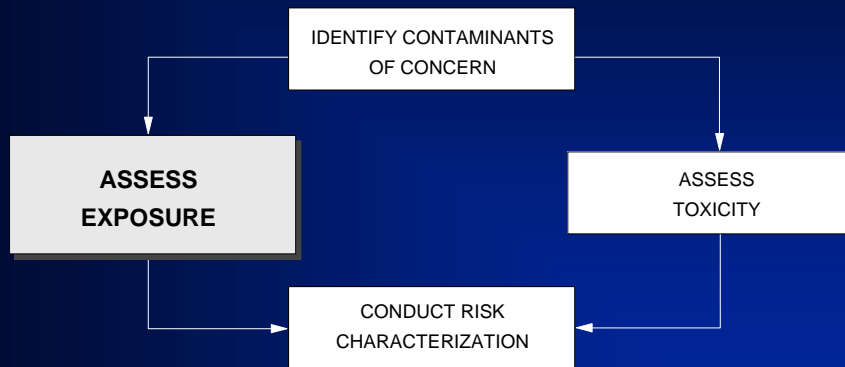 IDENTIFY CONTAMINANTS
OF CONCERN
ASSESS
EXPOSURE
ASSESS
TOXICITY
CONDUCT RISK
CHARACTERIZATION